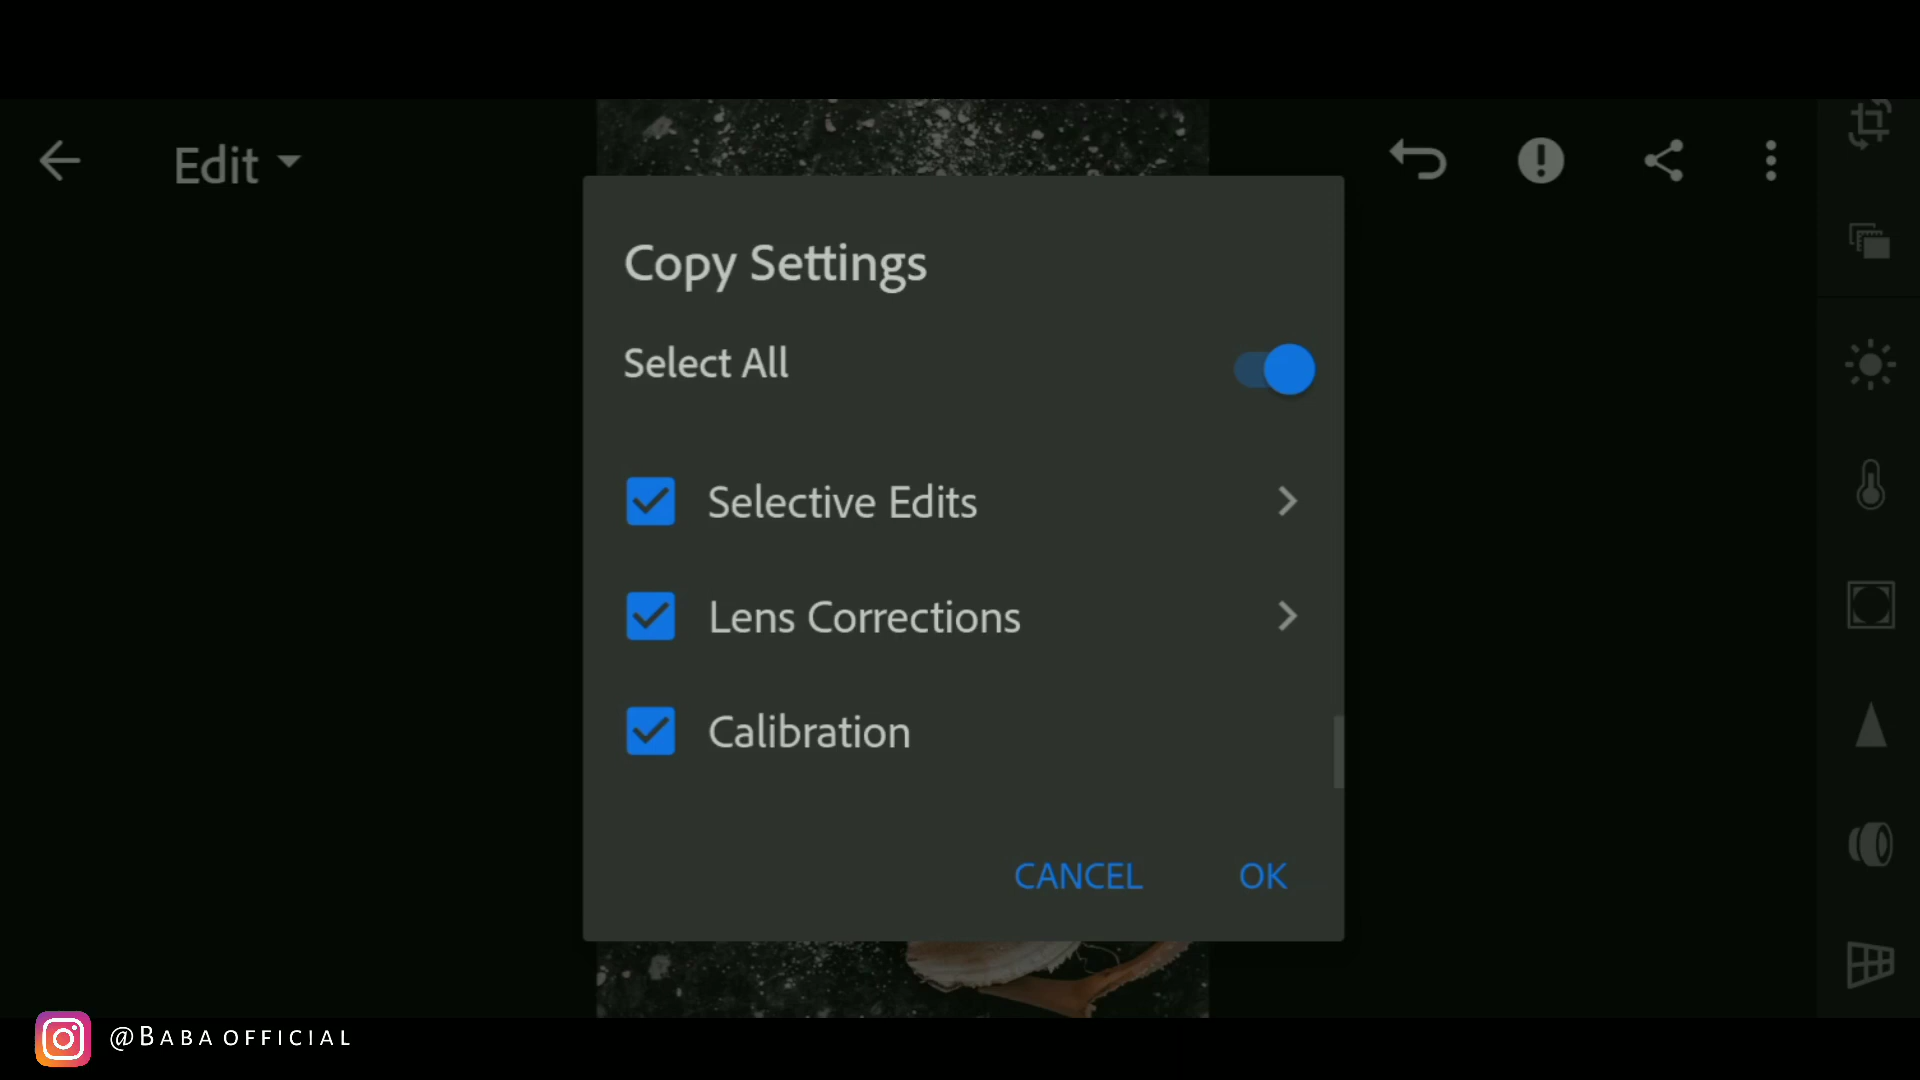 Edit
Copy Settings
Select All
Selective Edits
Lens Corrections
Calibration
CANCEL OK
@BABA OFFICIAL